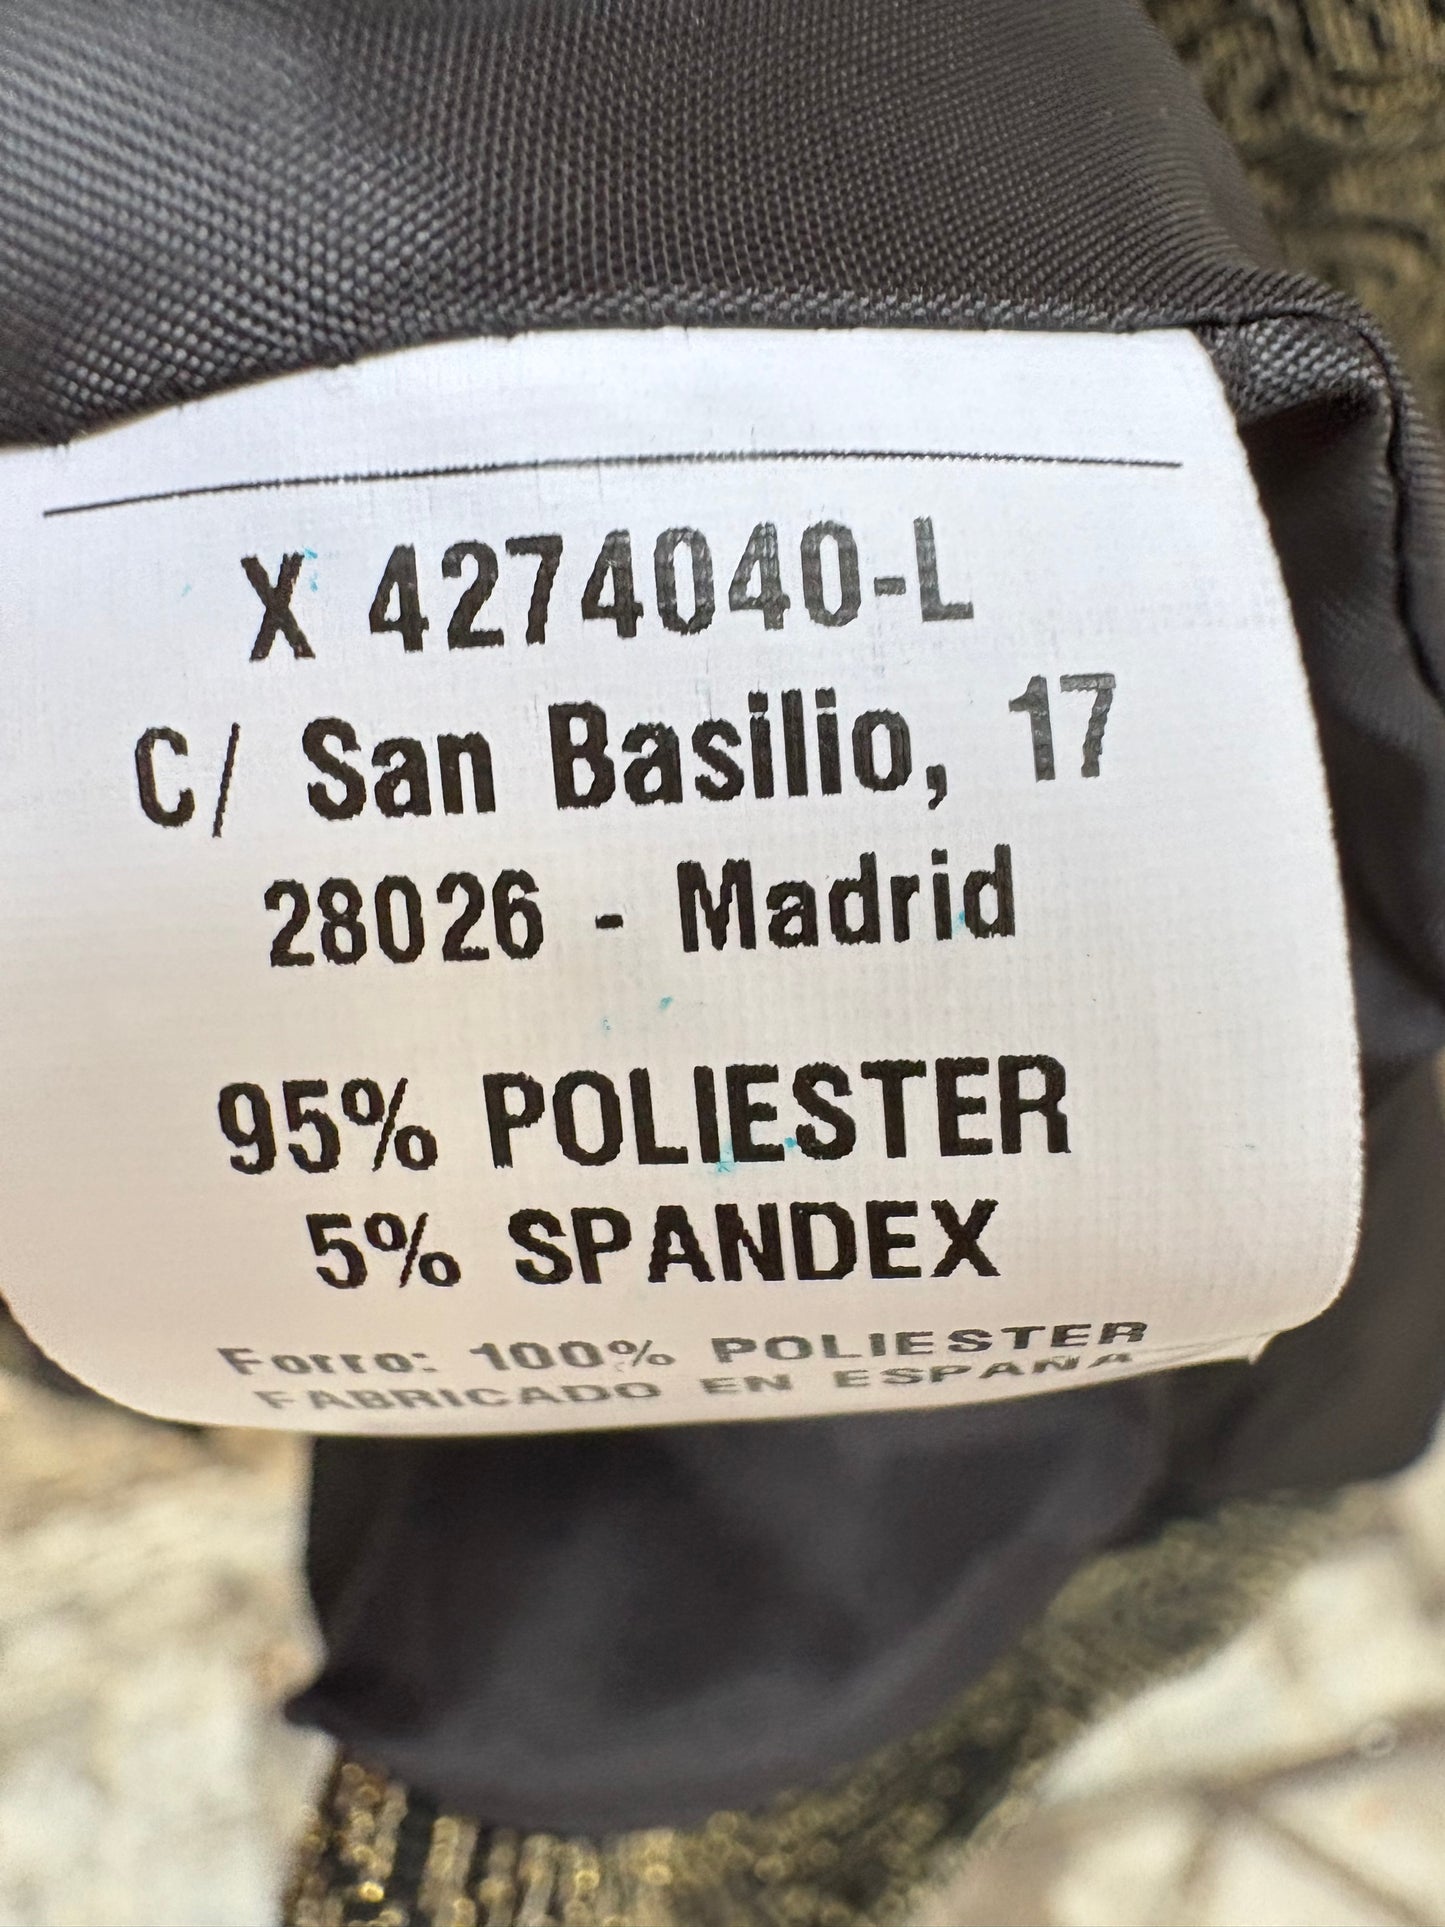 X 4274040-L
C/ San Basilio, 17
28026 - Madrid
95% POLIESTER
5% SPANDEX
Forro: 100% POLIESTER
FABRICADO EN ESPAÑA